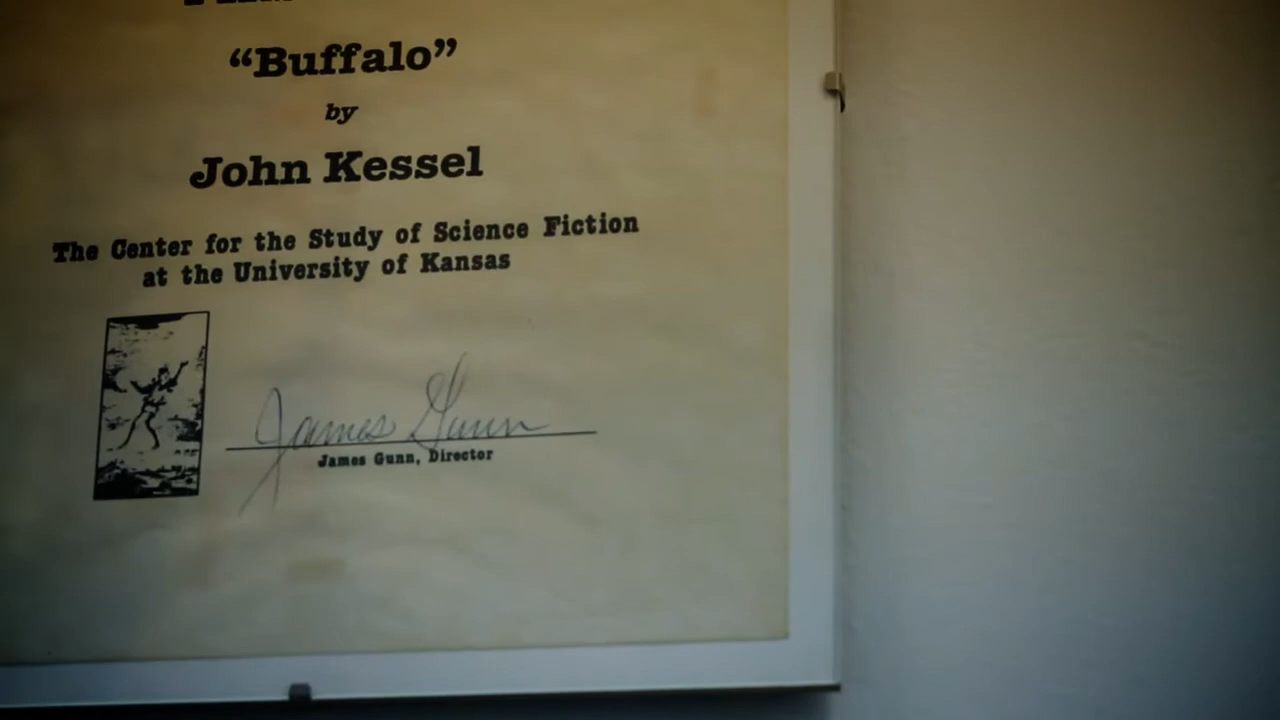 “Buffalo”
by
John Kessel
The Center for the Study of Science Fiction
at the University of Kansas
James Gunn
James Gunn, Director